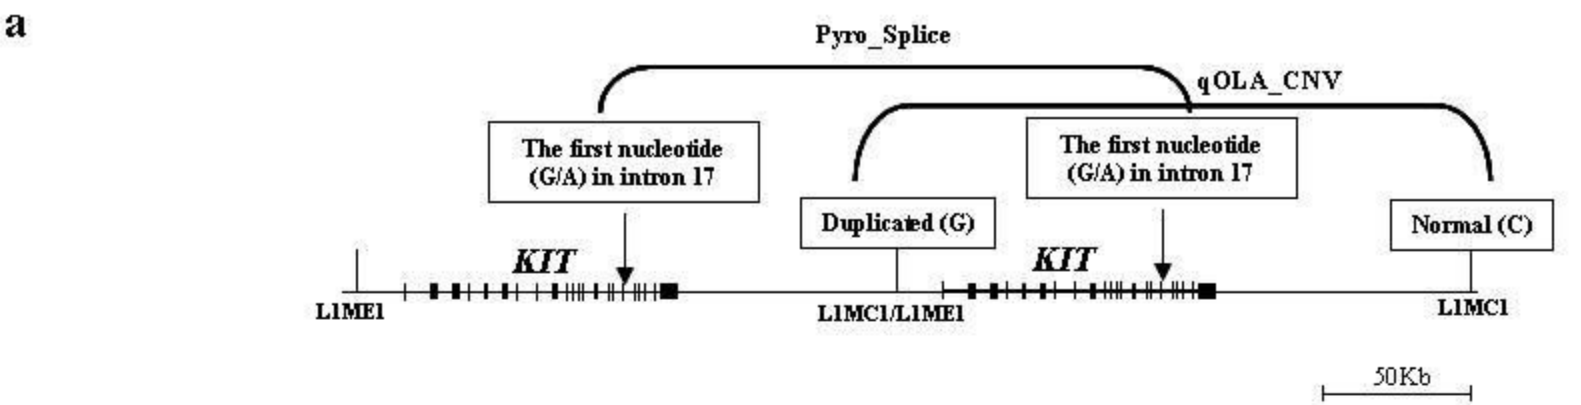 a
Pyro_Splice
qOLA_CNV
The first nucleotide
(G/A) in intron 17
The first nucleotide
(G/A) in intron 17
Duplicated (G)
Normal (C)
KIT
KIT
L1ME1
L1MC1/L1ME1
L1MC1
50Kb